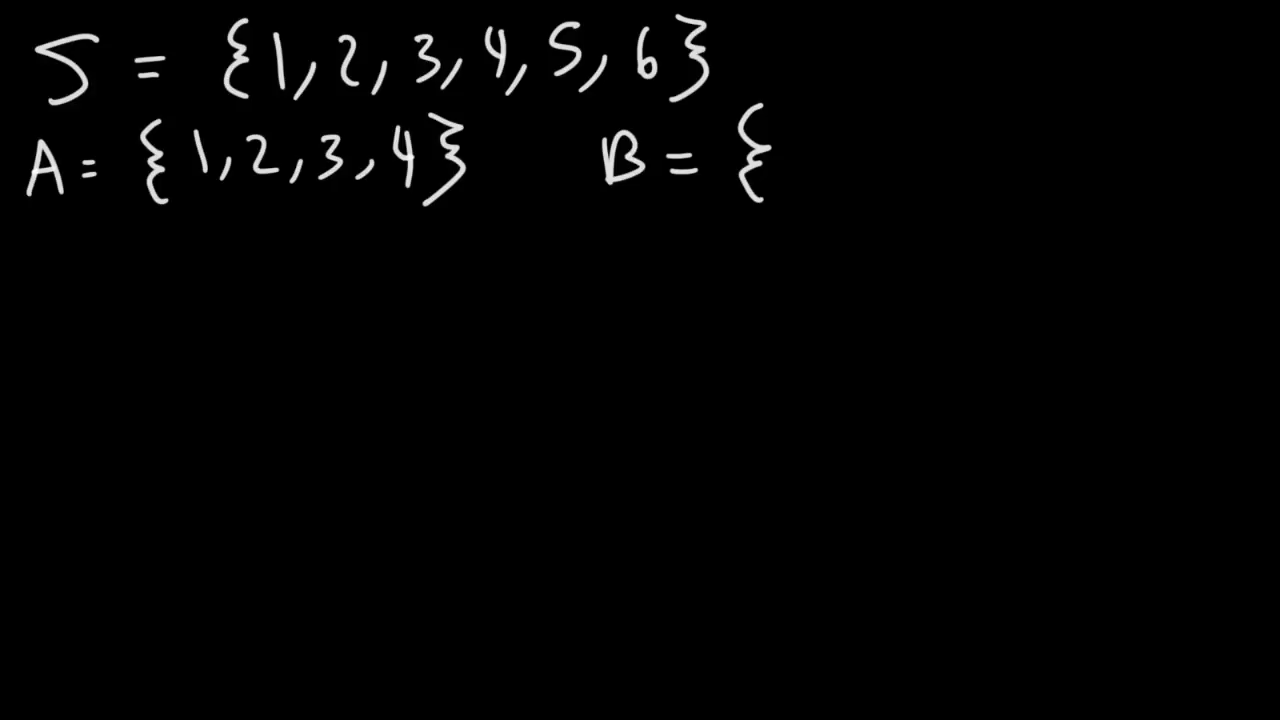 S = {1, 2, 3, 4, 5, 6}
A = {1, 2, 3, 4} B = {